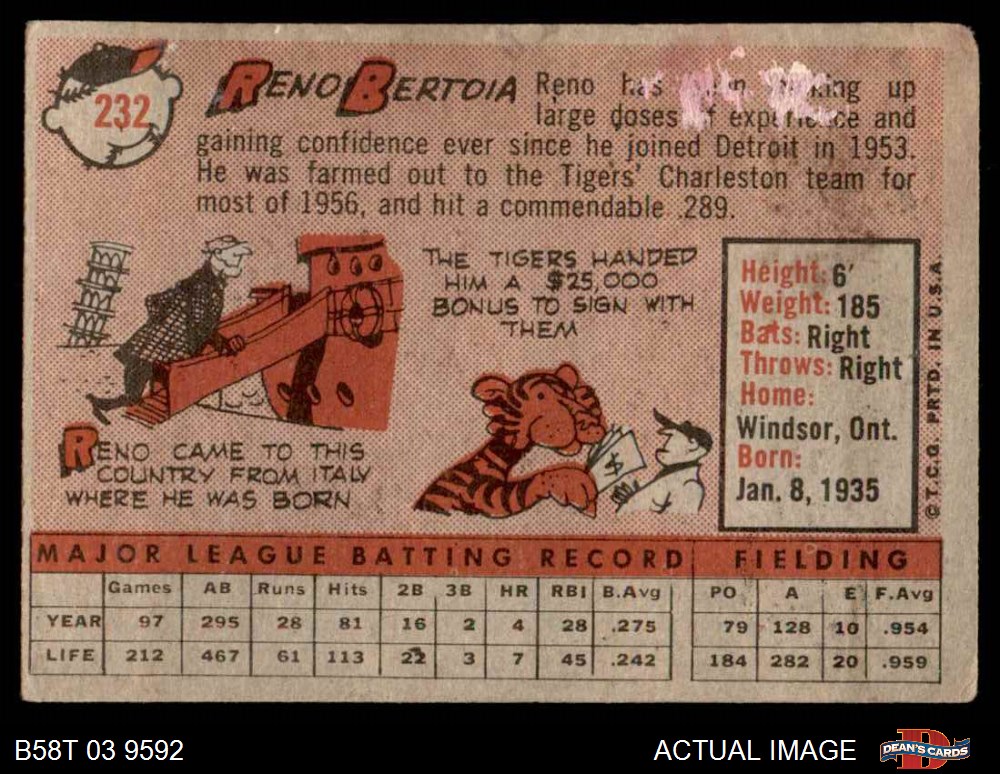 232
RENO BERTOIA
Reno has up
large doses of experience and
gaining confidence ever since he joined Detroit in 1953.
He was farmed out to the Tigers' Charleston team for
most of 1956, and hit a commendable .289.
THE TIGERS HANDED
HIM A $25,000
BONUS TO SIGN WITH
THEM
$
RENO CAME TO THIS
COUNTRY FROM ITALY
WHERE HE WAS BORN
Height: 6'
Weight: 185
Bats: Right
Throws: Right
Home:
Windsor, Ont.
Born:
Jan. 8, 1935
©T.C.G. PRTD. IN U.S.A.
MAJOR LEAGUE BATTING RECORD FIELDING
Games AB Runs Hits 2B 3B HR RBI B.Avg PO A E F.Avg
YEAR 97 295 28 81 16 2 4 28 .275 79 128 10 .954
LIFE 212 467 61 113 22 3 7 45 .242 184 282 20 .959
B58T 03 9592
ACTUAL IMAGE
DEAN'S CARDS